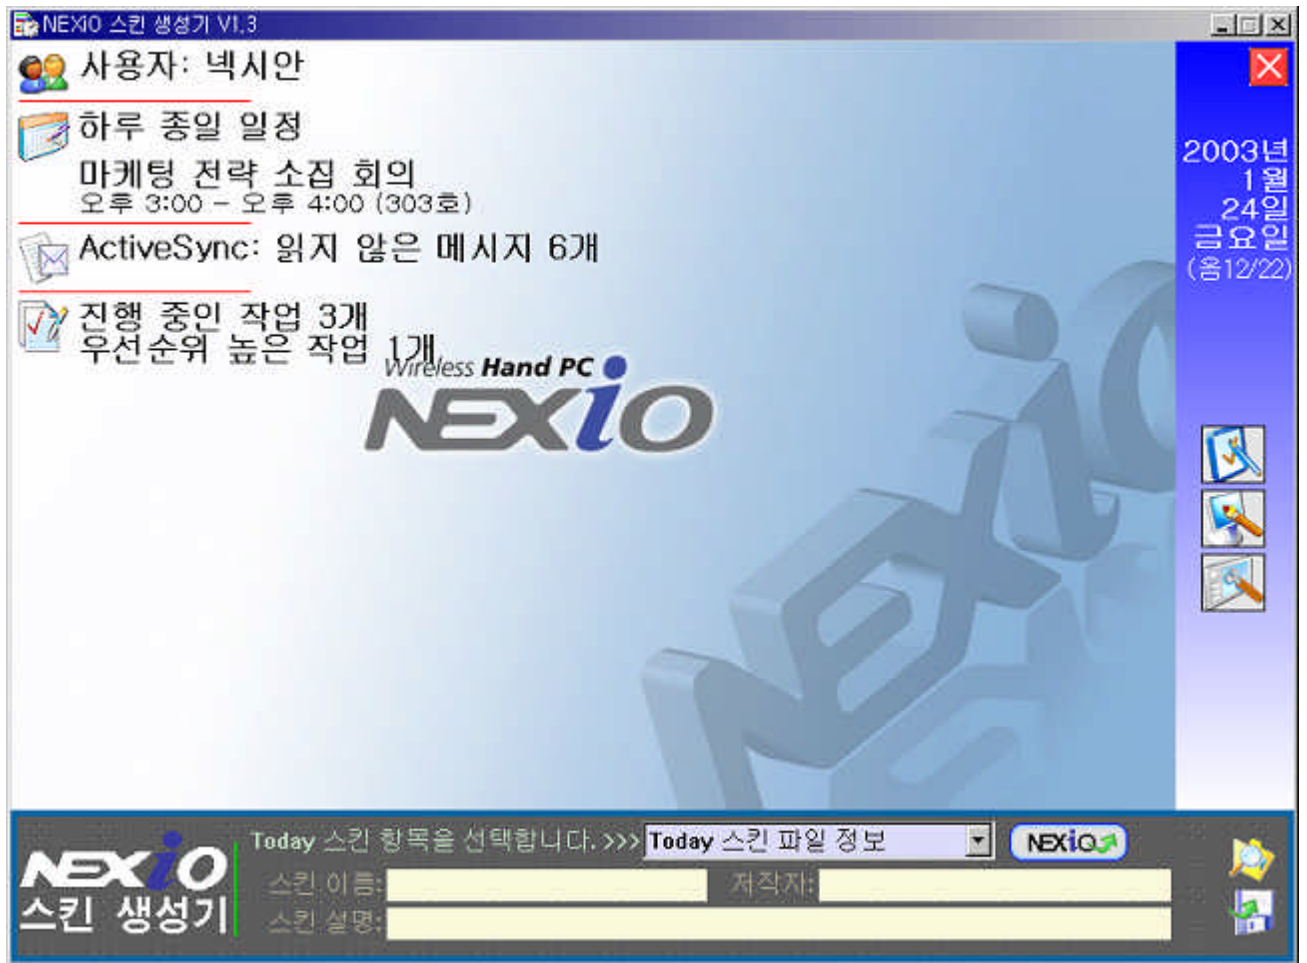 NEXiO 스킨 생성기 V1.3
사용자: 넥시안
하루 종일 일정
마케팅 전략 소집 회의
오후 3:00 - 오후 4:00 (303호)
ActiveSync: 읽지 않은 메시지 6개
진행 중인 작업 3개
우선순위 높은 작업 1개
Wireless Hand PC
NEXiO
NEXiO
2003년
1월
24일
금요일
(음12/22)
Today 스킨 항목을 선택합니다. >>> Today 스킨 파일 정보 NEXiO
NEXiO
스킨 생성기
스킨 이름: 저작자:
스킨 설명: